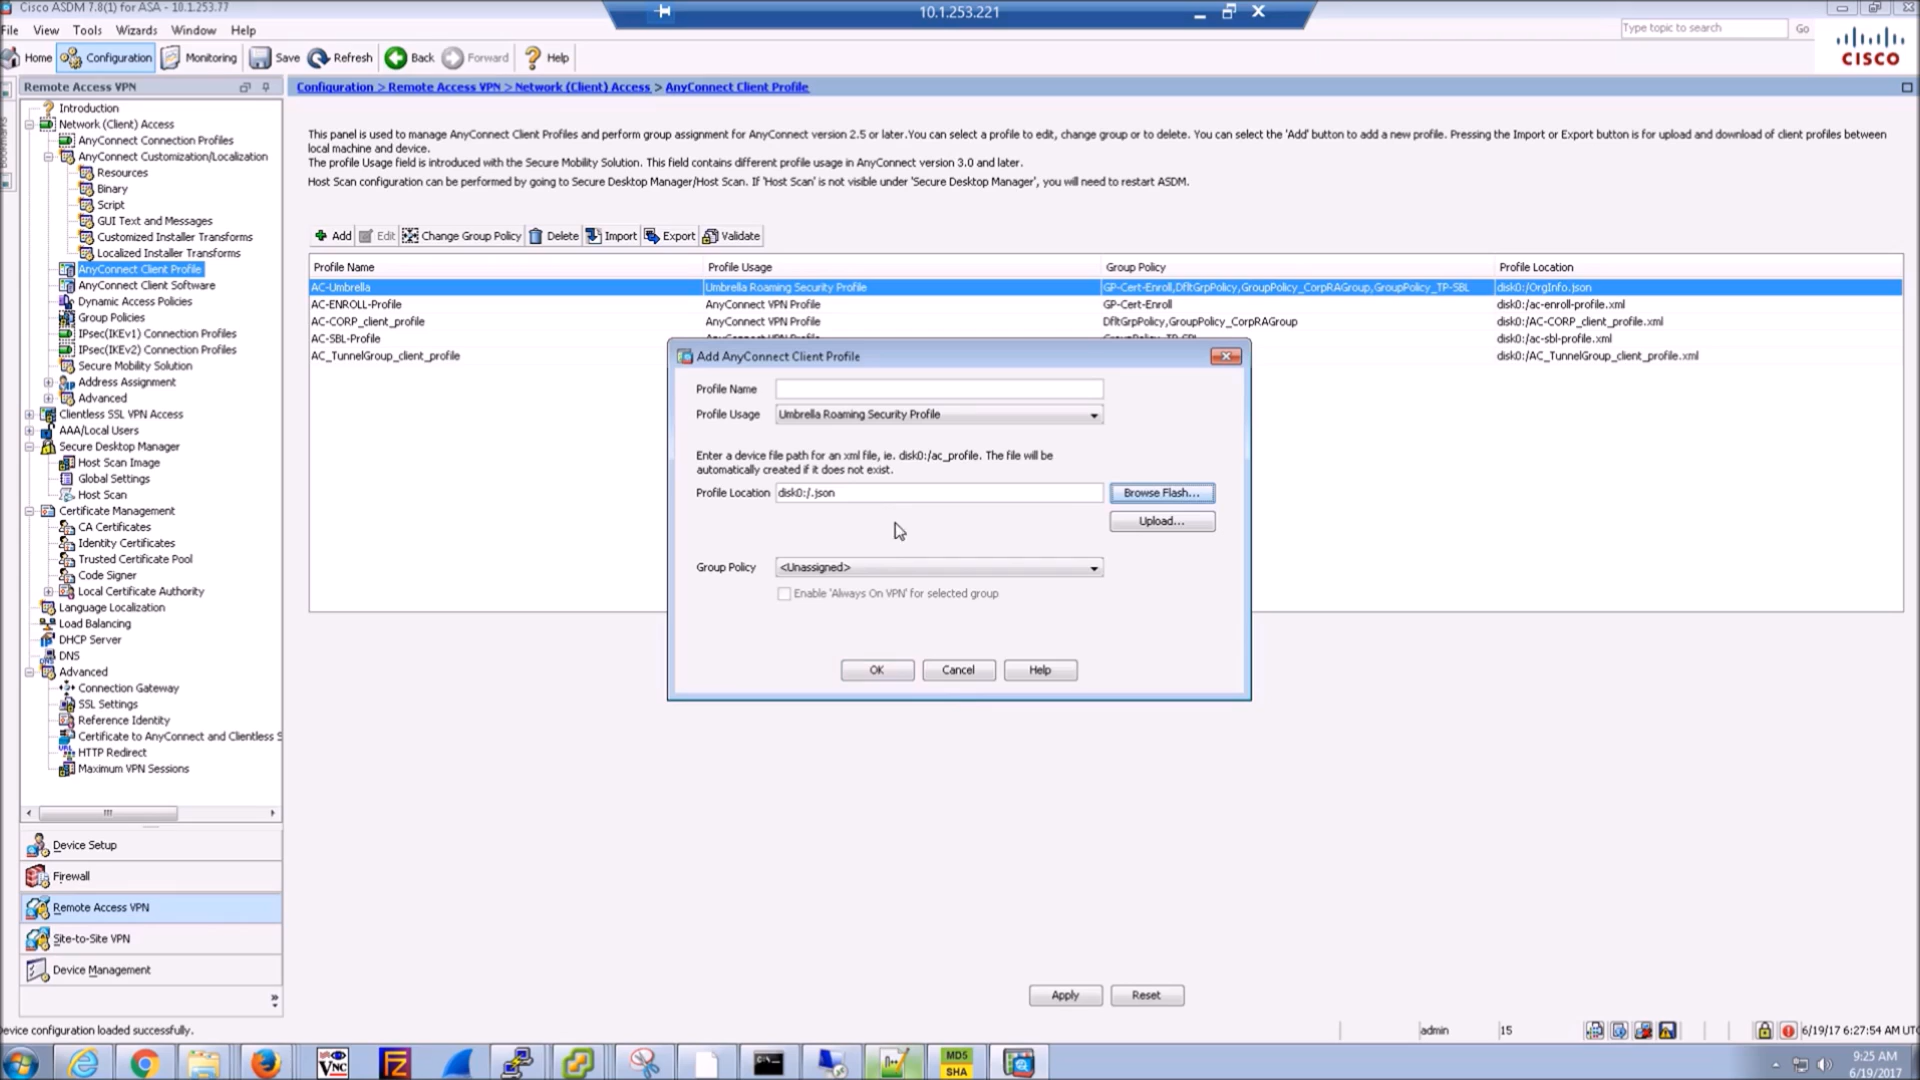 Cisco ASDM 7.8(1) for ASA - 10.1.253.77
10.1.253.221
File View Tools Wizards Window Help
Type topic to search Go
Home Configuration Monitoring Save Refresh Back Forward Help
CISCO
Remote Access VPN
Configuration > Remote Access VPN > Network (Client) Access > AnyConnect Client Profile
Introduction
Network (Client) Access
AnyConnect Connection Profiles
AnyConnect Customization/Localization
Resources
Binary
Script
GUI Text and Messages
Customized Installer Transforms
Localized Installer Transforms
AnyConnect Client Profile
AnyConnect Client Software
Dynamic Access Policies
Group Policies
IPsec(IKEv1) Connection Profiles
IPsec(IKEv2) Connection Profiles
Secure Mobility Solution
Address Assignment
Advanced
Clientless SSL VPN Access
AAA/Local Users
Secure Desktop Manager
Host Scan Image
Global Settings
Host Scan
Certificate Management
CA Certificates
Identity Certificates
Trusted Certificate Pool
Code Signer
Local Certificate Authority
Language Localization
Load Balancing
DHCP Server
DNS
Advanced
Connection Gateway
SSL Settings
Reference Identity
Certificate to AnyConnect and Clientless S
HTTP Redirect
Maximum VPN Sessions
Device Setup
Firewall
Remote Access VPN
Site-to-Site VPN
Device Management
This panel is used to manage AnyConnect Client Profiles and perform group assignment for AnyConnect version 2.5 or later.You can select a profile to edit, change group or to delete. You can select the 'Add' button to add a new profile. Pressing the Import or Export button is for upload and download of client profiles between
local machine and device.
The profile Usage field is introduced with the Secure Mobility Solution. This field contains different profile usage in AnyConnect version 3.0 and later.
Host Scan configuration can be performed by going to Secure Desktop Manager/Host Scan. If 'Host Scan' is not visible under 'Secure Desktop Manager', you will need to restart ASDM.
Add Edit Change Group Policy Delete Import Export Validate
Profile Name Profile Usage Group Policy Profile Location
AC-Umbrella Umbrella Roaming Security Profile GP-Cert-Enroll,DfltGrpPolicy,GroupPolicy_CorpRAGroup,GroupPolicy_TP-SBL disk0:/OrgInfo.json
AC-ENROLL-Profile AnyConnect VPN Profile GP-Cert-Enroll disk0:/ac-enroll-profile.xml
AC-CORP_client_profile AnyConnect VPN Profile DfltGrpPolicy,GroupPolicy_CorpRAGroup disk0:/AC-CORP_client_profile.xml
AC-SBL-Profile AnyConnect VPN Profile GroupPolicy_TP-SBL disk0:/ac-sbl-profile.xml
AC_TunnelGroup_client_profile disk0:/AC_TunnelGroup_client_profile.xml
Add AnyConnect Client Profile
Profile Name
Profile Usage Umbrella Roaming Security Profile
Enter a device file path for an xml file, ie. disk0:/ac_profile. The file will be
automatically created if it does not exist.
Profile Location disk0:/.json Browse Flash...
Upload...
Group Policy <Unassigned>
Enable 'Always On VPN' for selected group
OK Cancel Help
Apply Reset
Device configuration loaded successfully. admin 15 6/19/17 6:27:54 AM UTC
VNC FZ MD5 SHA
9:25 AM
6/19/2017